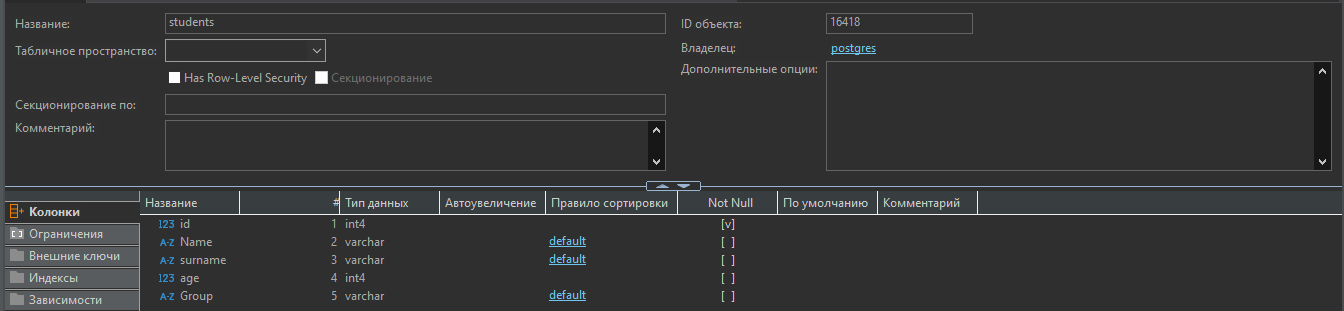 Название: students ID объекта: 16418
Табличное пространство: Владелец: postgres
Has Row-Level Security Секционирование Дополнительные опции:
Секционирование по:
Комментарий:
Колонки
Ограничения
Внешние ключи
Индексы
Зависимости
Название # Тип данных Автоувеличение Правило сортировки Not Null По умолчанию Комментарий
123 id 1 int4 [v]
A-Z Name 2 varchar default [ ]
A-Z surname 3 varchar default [ ]
123 age 4 int4 [ ]
A-Z Group 5 varchar default [ ]